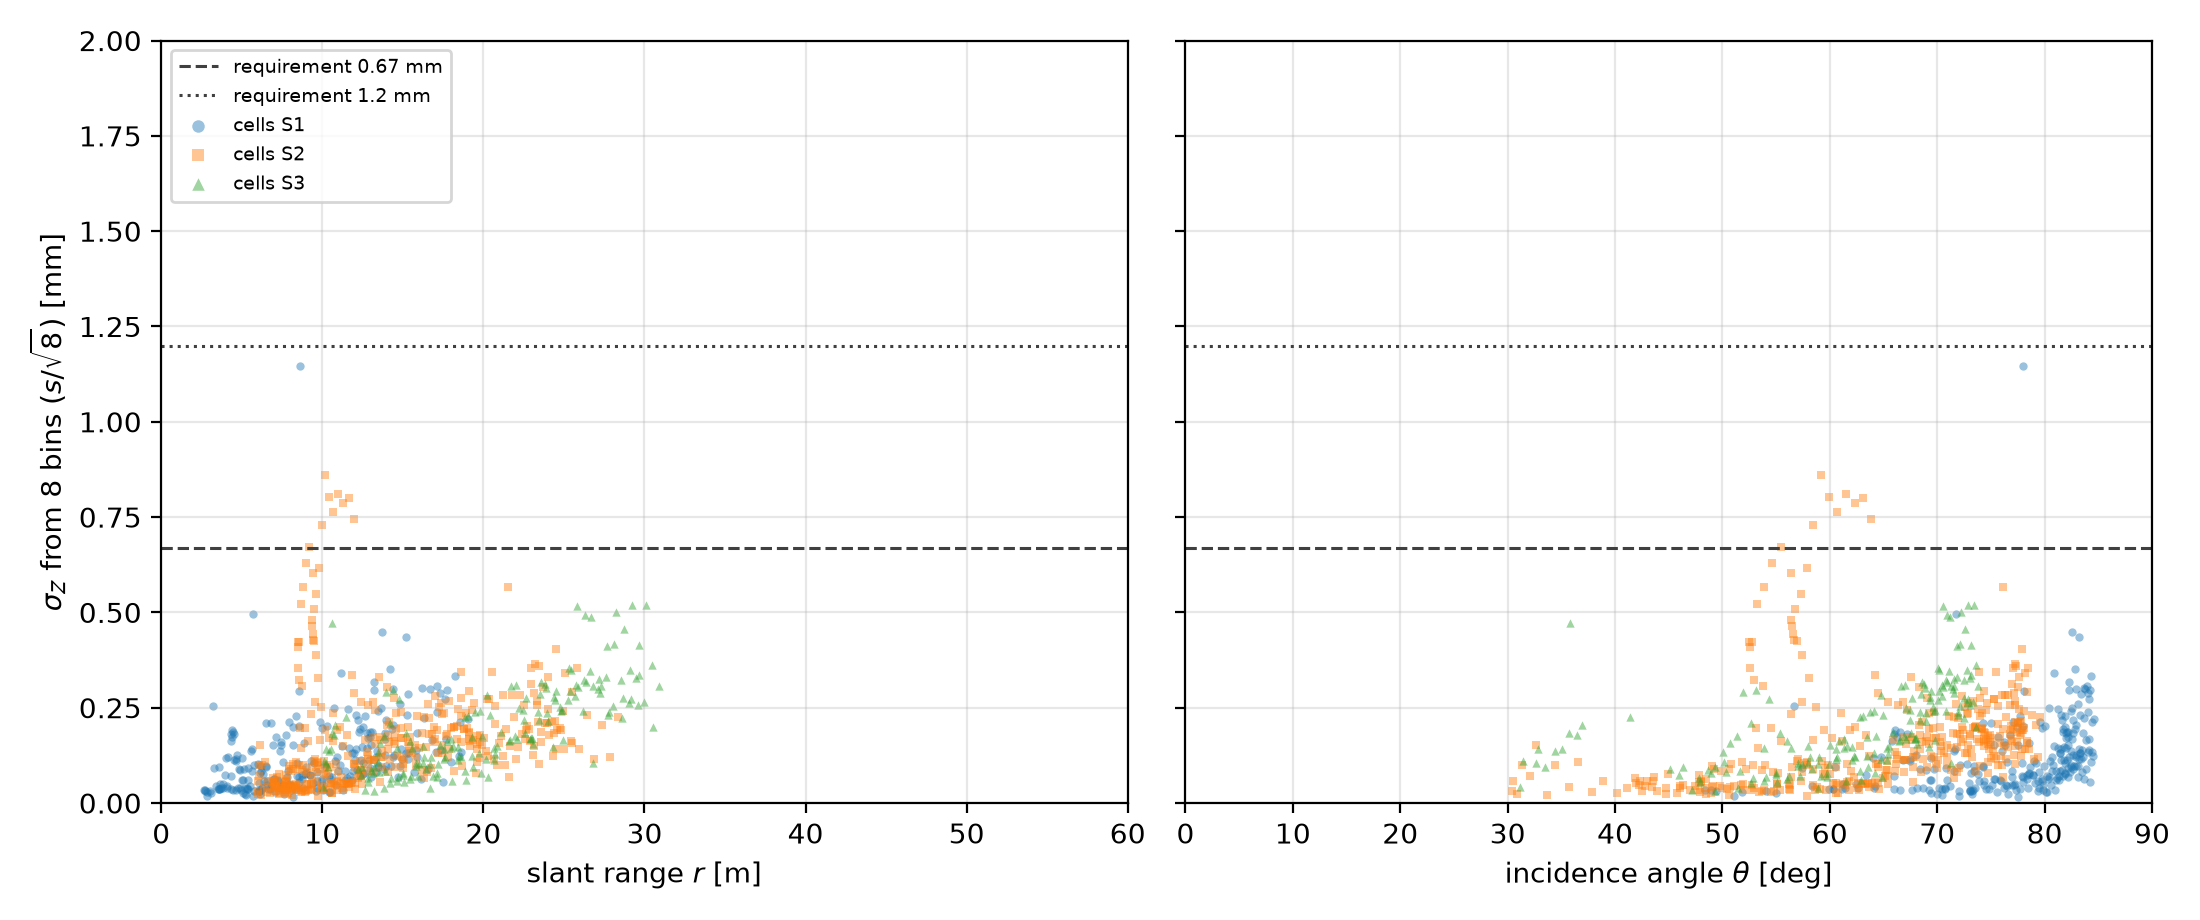 2.00
1.75
1.50
1.25
1.00
0.75
0.50
0.25
0.00
σ_Z from 8 bins (s/√8) [mm]
requirement 0.67 mm
requirement 1.2 mm
cells S1
cells S2
cells S3
0 10 20 30 40 50 60
slant range r [m]
0 10 20 30 40 50 60 70 80 90
incidence angle θ [deg]